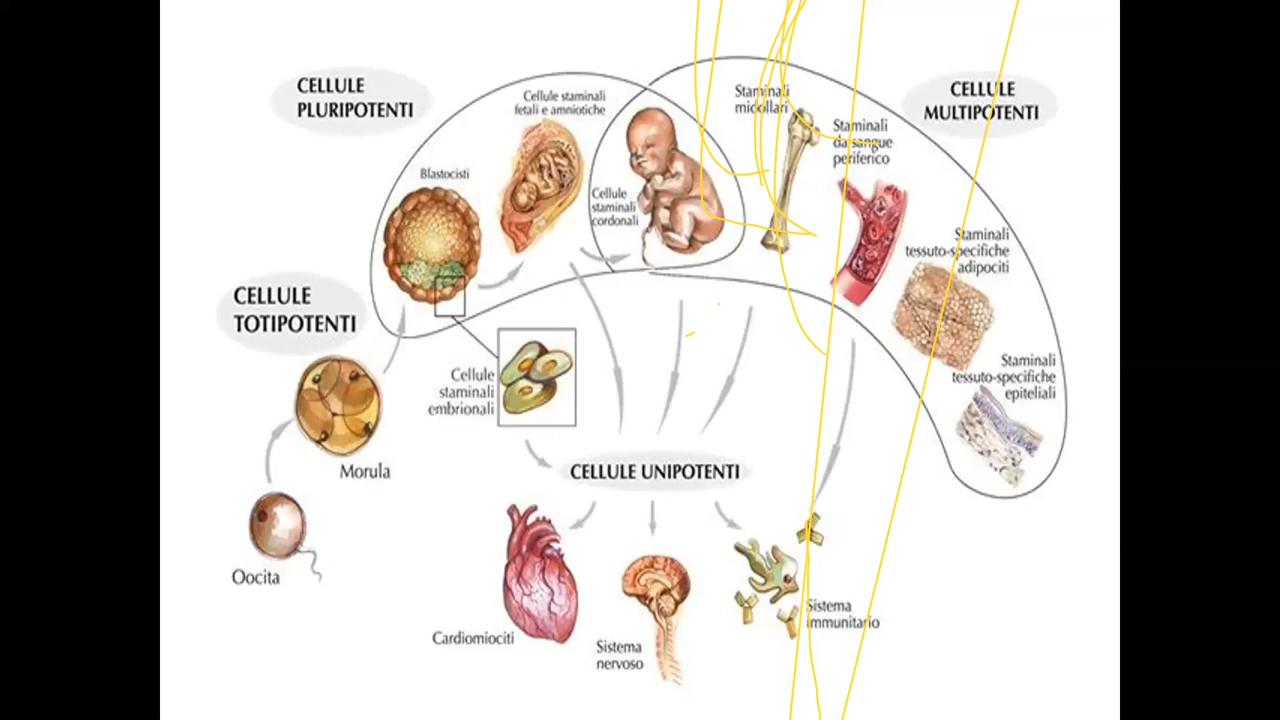 CELLULE
PLURIPOTENTI
Cellule staminali
fetali e amniotiche
Blastocisti
Cellule
staminali
cordonali
Staminali
midollari
Staminali
da sangue
periferico
CELLULE
MULTIPOTENTI
Staminali
tessuto-specifiche
adipociti
Staminali
tessuto-specifiche
epiteliali
CELLULE
TOTIPOTENTI
Cellule
staminali
embrionali
Morula
Oocita
CELLULE UNIPOTENTI
Cardiomiociti
Sistema
nervoso
Sistema
immunitario